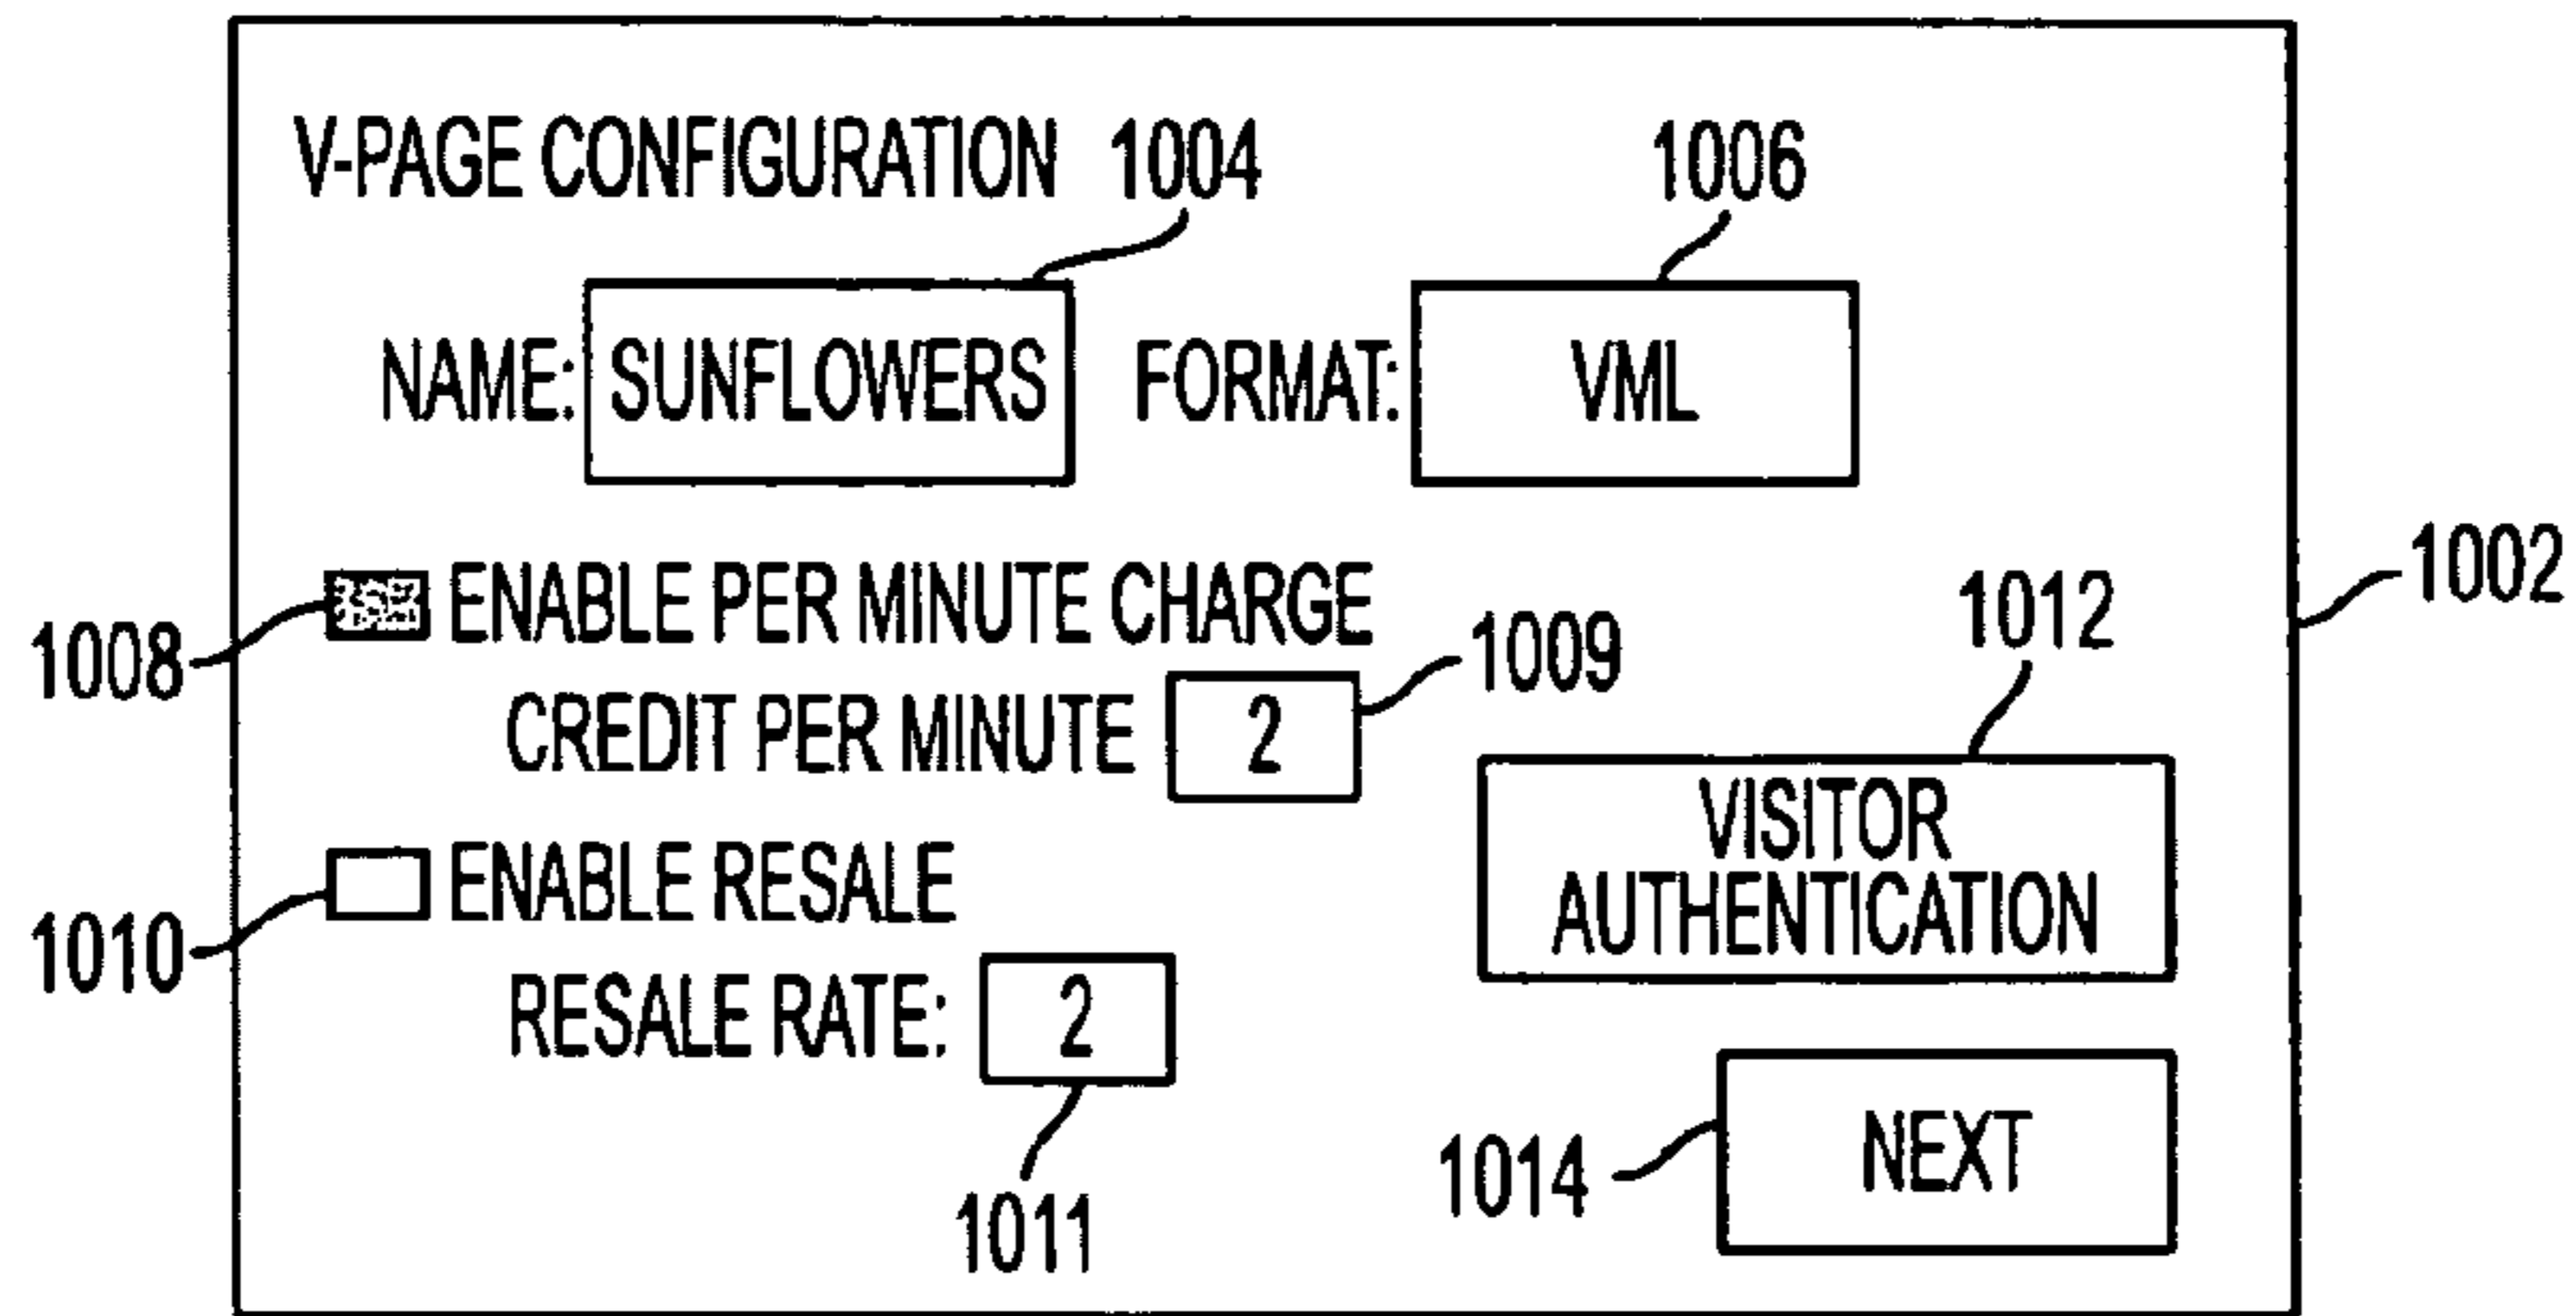 V-PAGE CONFIGURATION 1004 1006
NAME: SUNFLOWERS FORMAT: VML
1002
1008 ENABLE PER MINUTE CHARGE
1009 1012
CREDIT PER MINUTE 2
VISITOR
AUTHENTICATION
1010 ENABLE RESALE
RESALE RATE: 2
1011
1014 NEXT